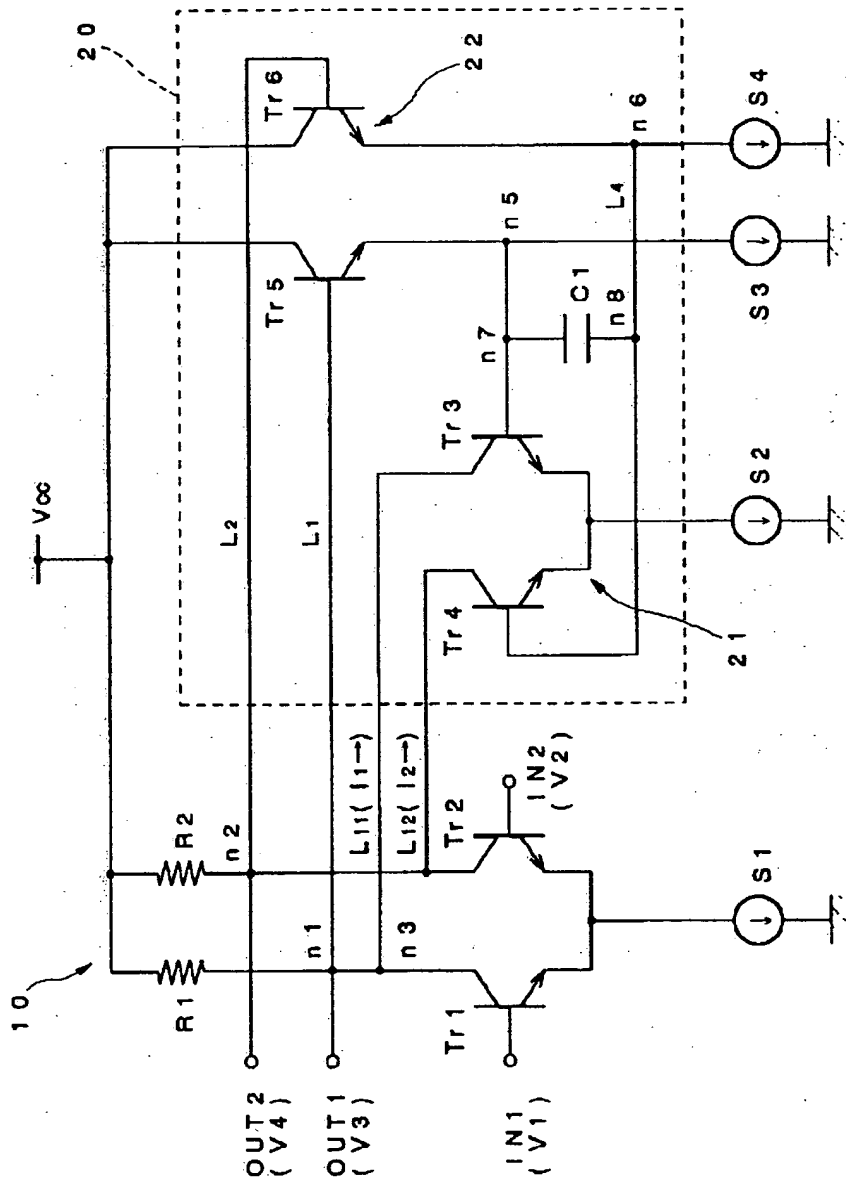 10
Vcc
20
R1
R2
n2
L2
Tr6
22
OUT2
(V4)
n1
L1
Tr5
OUT1
(V3)
n3
L11(I1→)
L12(I2→)
Tr1
Tr2
Tr4
Tr3
n7
n5
IN1
(V1)
IN2
(V2)
C1
n8
L4
n6
21
S1
S2
S3
S4